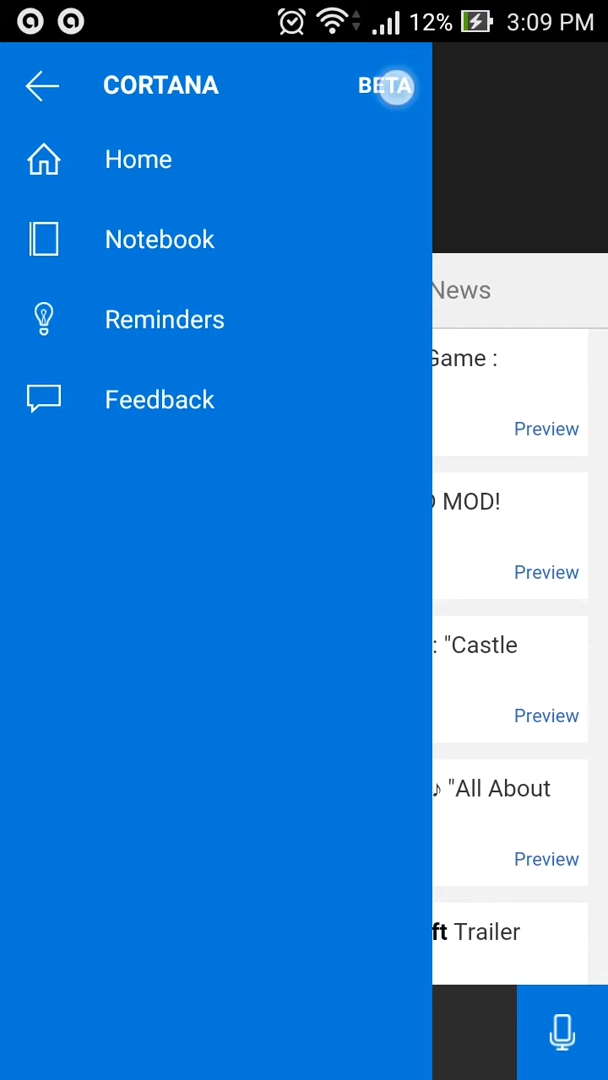 12% 3:09 PM
CORTANA BETA
Home
Notebook
Reminders
Feedback
News
Game :
Preview
MOD!
Preview
: "Castle
Preview
♪ "All About
Preview
ft Trailer